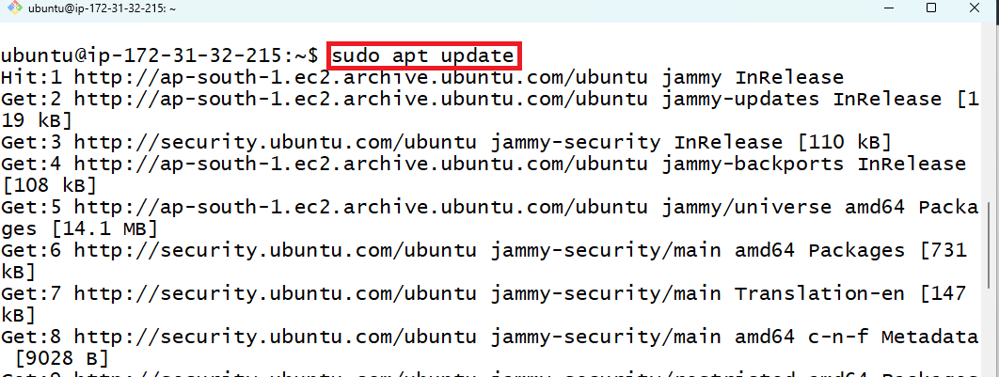 ubuntu@ip-172-31-32-215: ~
ubuntu@ip-172-31-32-215:~$ sudo apt update
Hit:1 http://ap-south-1.ec2.archive.ubuntu.com/ubuntu jammy InRelease
Get:2 http://ap-south-1.ec2.archive.ubuntu.com/ubuntu jammy-updates InRelease [1
19 kB]
Get:3 http://security.ubuntu.com/ubuntu jammy-security InRelease [110 kB]
Get:4 http://ap-south-1.ec2.archive.ubuntu.com/ubuntu jammy-backports InRelease
[108 kB]
Get:5 http://ap-south-1.ec2.archive.ubuntu.com/ubuntu jammy/universe amd64 Packa
ges [14.1 MB]
Get:6 http://security.ubuntu.com/ubuntu jammy-security/main amd64 Packages [731
kB]
Get:7 http://security.ubuntu.com/ubuntu jammy-security/main Translation-en [147
kB]
Get:8 http://security.ubuntu.com/ubuntu jammy-security/main amd64 c-n-f Metadata
[9028 B]